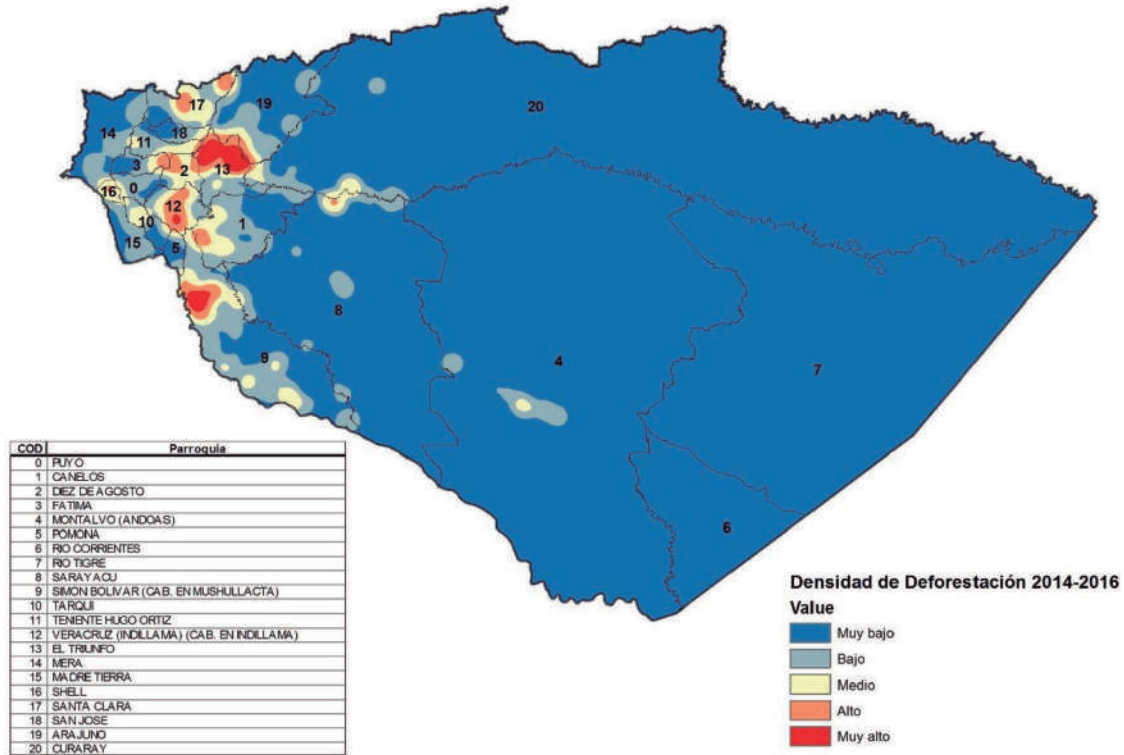 17
19
20
14
18
11
3
2
13
16
0
12
10
1
15
5
8
9
4
7
6
COD Parroquia
0 PUYO
1 CANELOS
2 DIEZ DE AGOSTO
3 FATIMA
4 MONTALVO (ANDOAS)
5 POMONA
6 RIO CORRIENTES
7 RIO TIGRE
8 SARAYACU
9 SIMON BOLIVAR (CAB. EN MUSHULLACTA)
10 TARQUI
11 TENIENTE HUGO ORTIZ
12 VERACRUZ (INDILLAMA) (CAB. EN INDILLAMA)
13 EL TRIUNFO
14 MERA
15 MADRE TIERRA
16 SHELL
17 SANTA CLARA
18 SAN JOSE
19 ARAJUNO
20 CURARAY
Densidad de Deforestación 2014-2016
Value
Muy bajo
Bajo
Medio
Alto
Muy alto